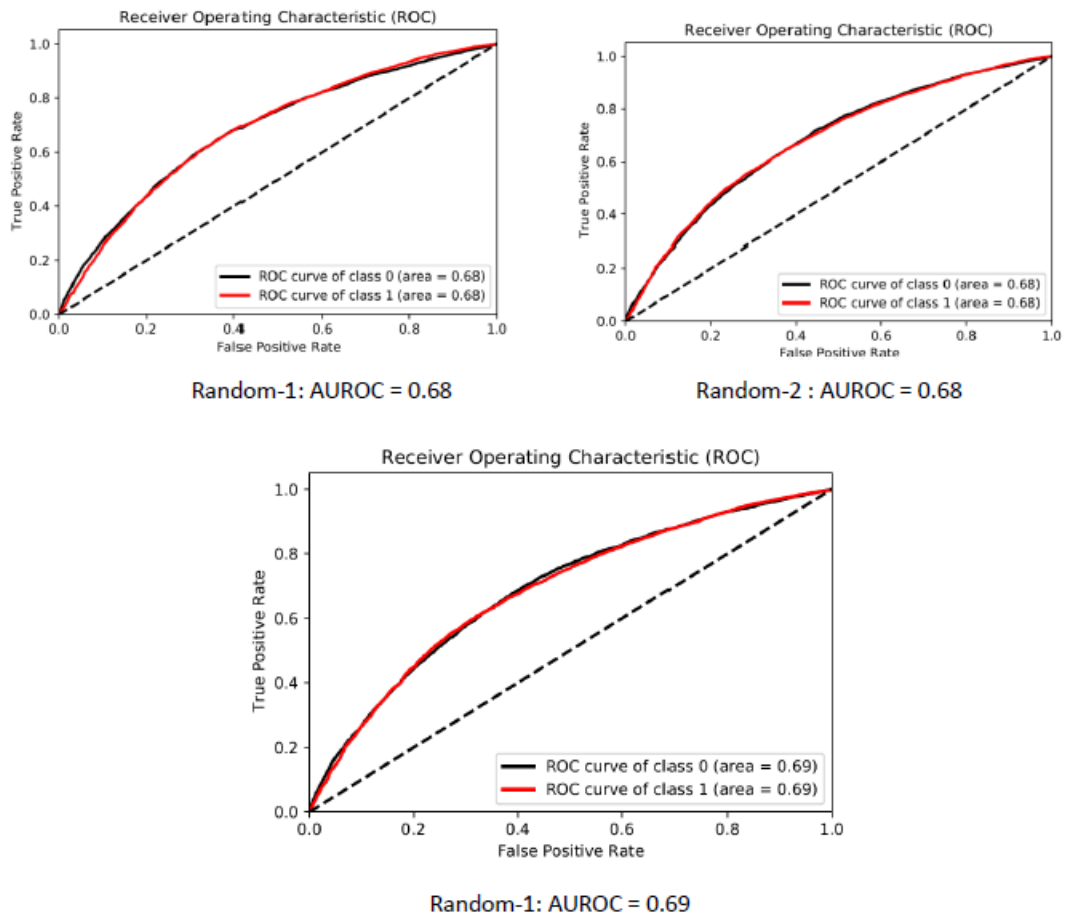 Receiver Operating Characteristic (ROC)
True Positive Rate
1.0
0.8
0.6
0.4
0.2
0.0
ROC curve of class 0 (area = 0.68)
ROC curve of class 1 (area = 0.68)
0.0 0.2 0.4 0.6 0.8 1.0
False Positive Rate
Random-1: AUROC = 0.68
Receiver Operating Characteristic (ROC)
True Positive Rate
1.0
0.8
0.6
0.4
0.2
0.0
ROC curve of class 0 (area = 0.68)
ROC curve of class 1 (area = 0.68)
0.0 0.2 0.4 0.6 0.8 1.0
False Positive Rate
Random-2 : AUROC = 0.68
Receiver Operating Characteristic (ROC)
True Positive Rate
1.0
0.8
0.6
0.4
0.2
0.0
ROC curve of class 0 (area = 0.69)
ROC curve of class 1 (area = 0.69)
0.0 0.2 0.4 0.6 0.8 1.0
False Positive Rate
Random-1: AUROC = 0.69